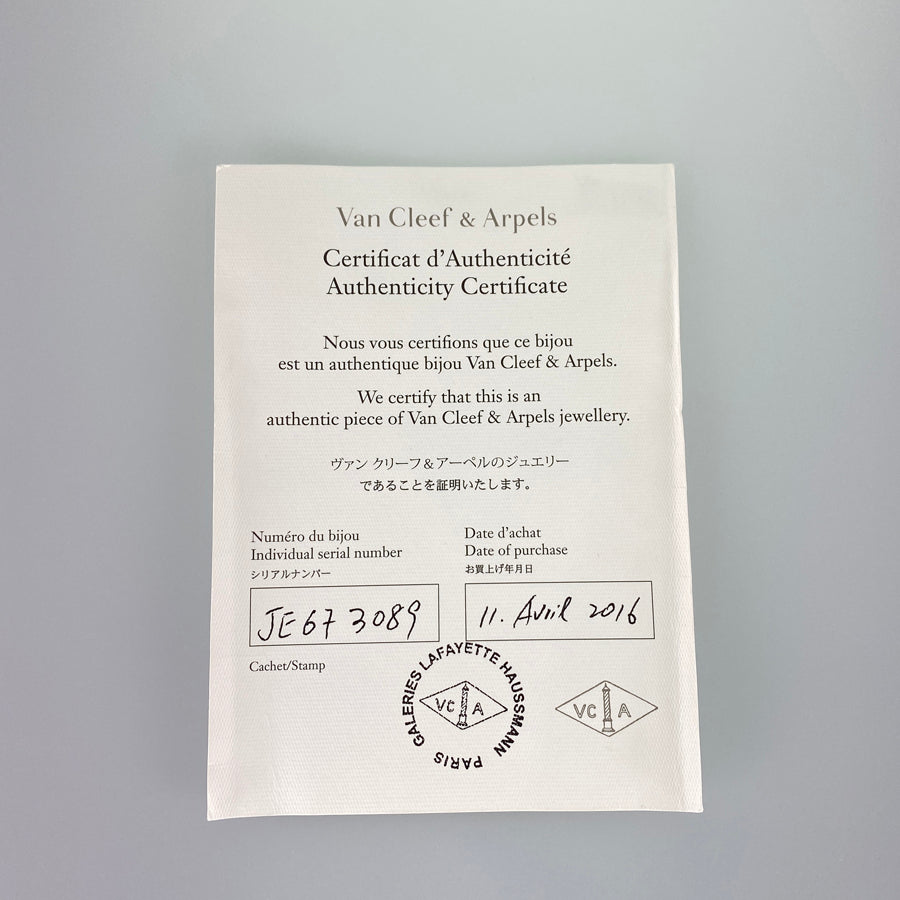 Van Cleef & Arpels
Certificat d’Authenticité
Authenticity Certificate
Nous vous certifions que ce bijou
est un authentique bijou Van Cleef & Arpels.
We certify that this is an
authentic piece of Van Cleef & Arpels jewellery.
ヴァン クリーフ&アーペルのジュエリー
であることを証明いたします。
Numéro du bijou
Individual serial number
シリアルナンバー
JE67 3089
Date d’achat
Date of purchase
お買上げ年月日
11. Avril 2016
Cachet/Stamp
GALERIES LAFAYETTE HAUSSMANN
PARIS
VC A
VC A